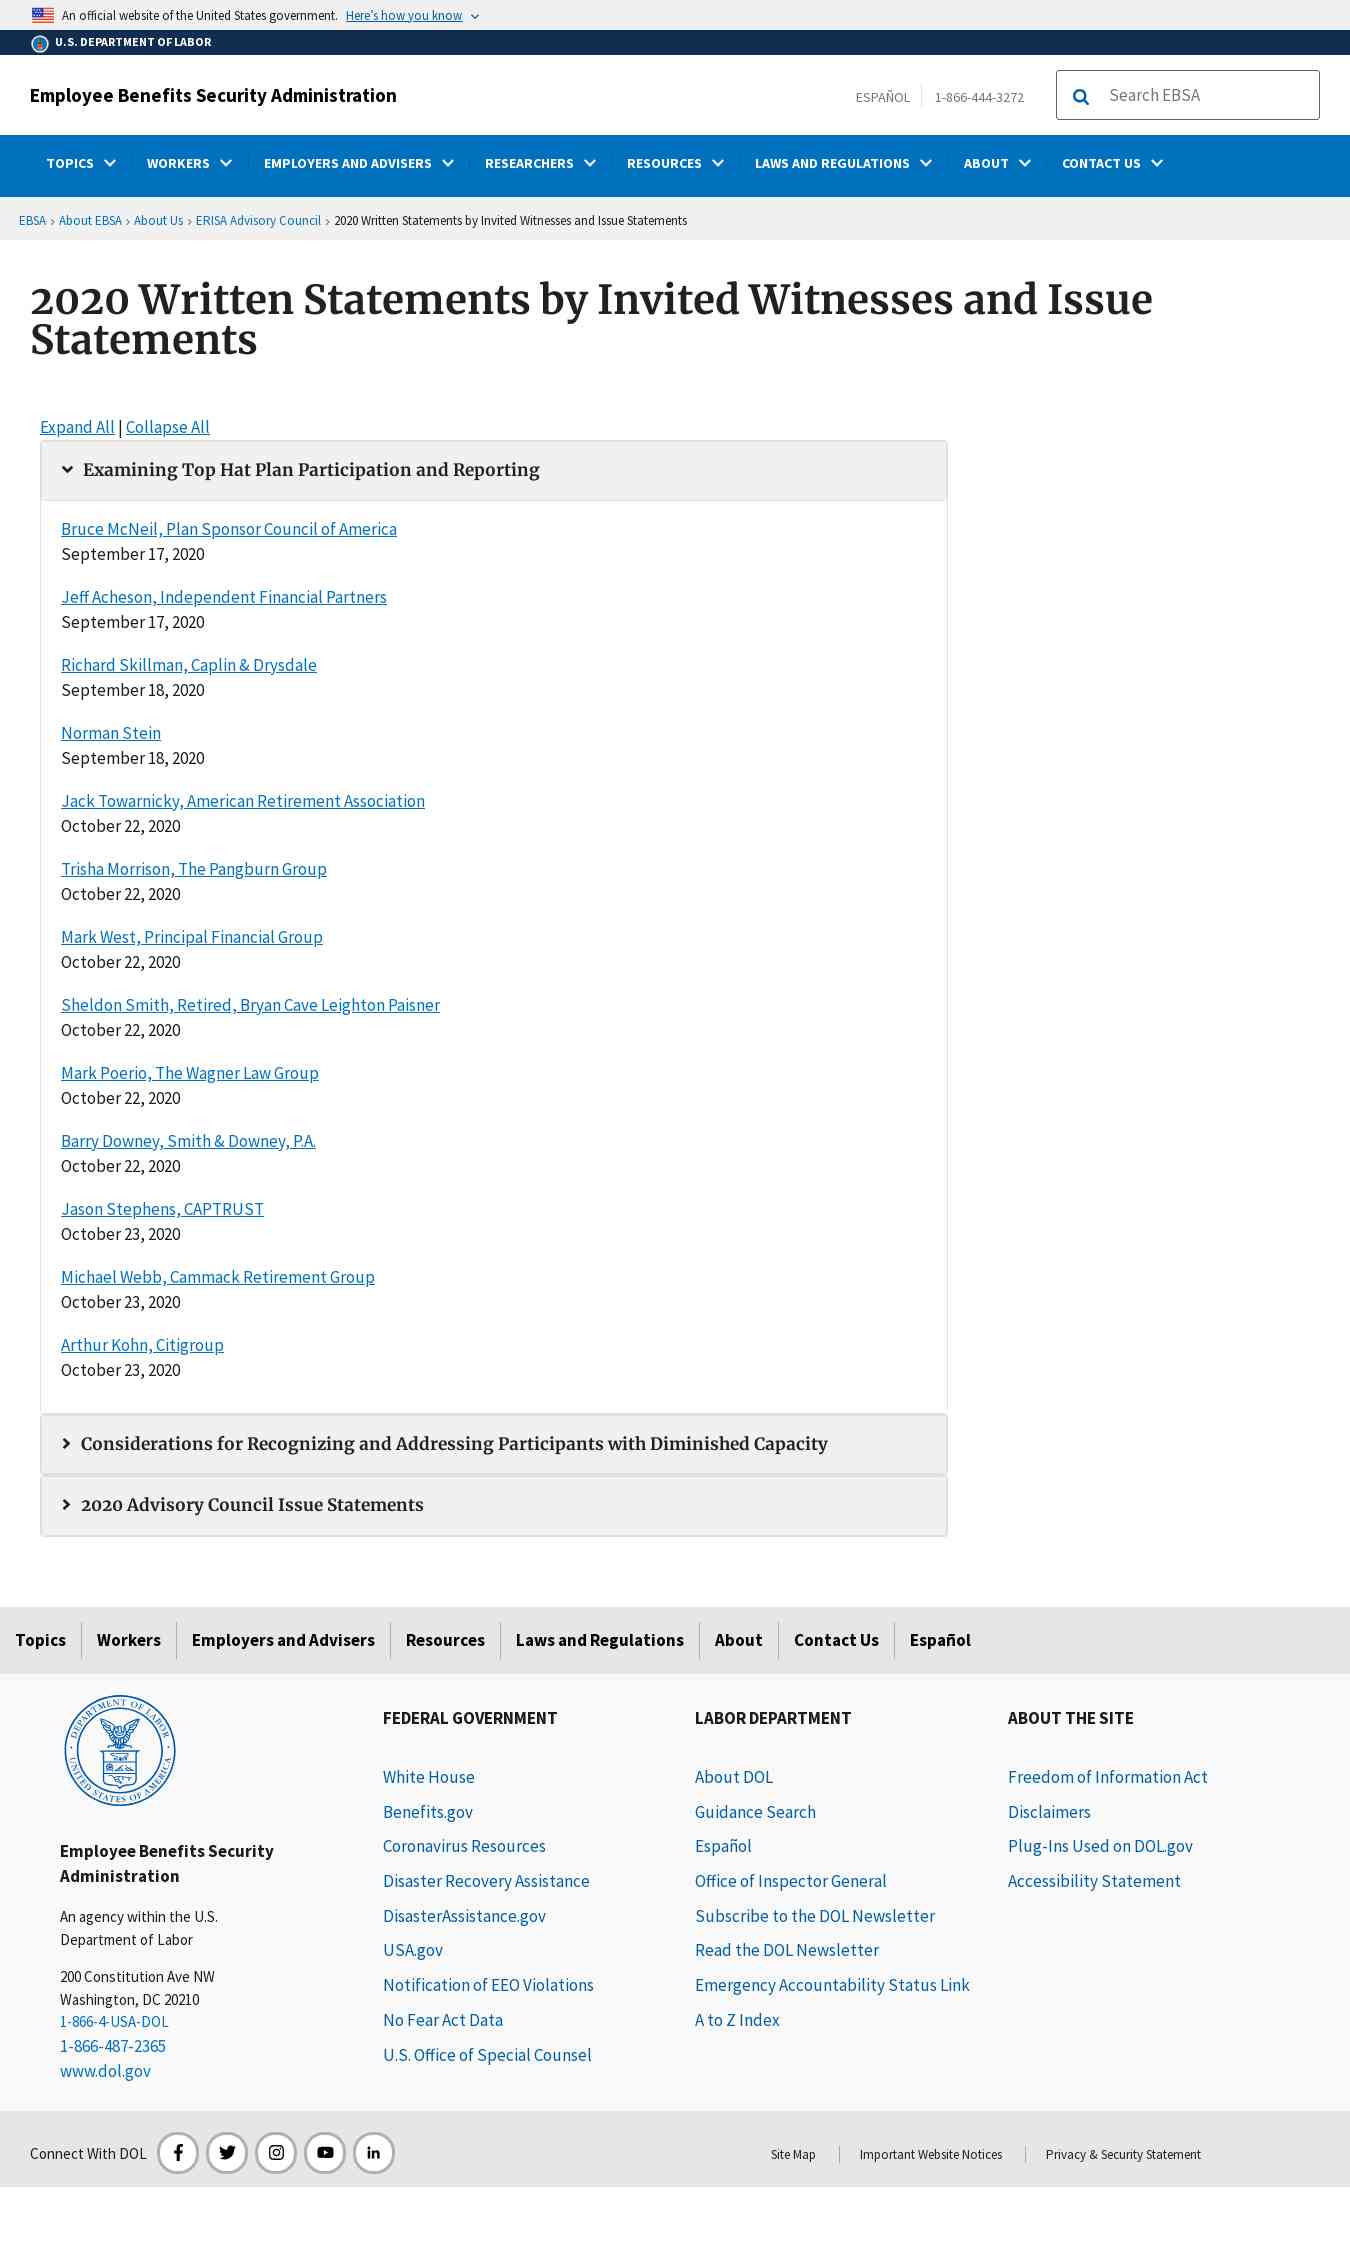 An official website of the United States government. Here's how you know
U.S. DEPARTMENT OF LABOR
Employee Benefits Security Administration
ESPAÑOL
1-866-444-3272
Search EBSA
TOPICS WORKERS EMPLOYERS AND ADVISERS RESEARCHERS RESOURCES LAWS AND REGULATIONS ABOUT CONTACT US
EBSA › About EBSA › About Us › ERISA Advisory Council › 2020 Written Statements by Invited Witnesses and Issue Statements
2020 Written Statements by Invited Witnesses and Issue
Statements
Expand All | Collapse All
Examining Top Hat Plan Participation and Reporting
Bruce McNeil, Plan Sponsor Council of America
September 17, 2020
Jeff Acheson, Independent Financial Partners
September 17, 2020
Richard Skillman, Caplin & Drysdale
September 18, 2020
Norman Stein
September 18, 2020
Jack Towarnicky, American Retirement Association
October 22, 2020
Trisha Morrison, The Pangburn Group
October 22, 2020
Mark West, Principal Financial Group
October 22, 2020
Sheldon Smith, Retired, Bryan Cave Leighton Paisner
October 22, 2020
Mark Poerio, The Wagner Law Group
October 22, 2020
Barry Downey, Smith & Downey, P.A.
October 22, 2020
Jason Stephens, CAPTRUST
October 23, 2020
Michael Webb, Cammack Retirement Group
October 23, 2020
Arthur Kohn, Citigroup
October 23, 2020
Considerations for Recognizing and Addressing Participants with Diminished Capacity
2020 Advisory Council Issue Statements
Topics Workers Employers and Advisers Resources Laws and Regulations About Contact Us Español
DEPARTMENT OF LABOR
UNITED STATES OF AMERICA
Employee Benefits Security
Administration
An agency within the U.S.
Department of Labor
200 Constitution Ave NW
Washington, DC 20210
1-866-4-USA-DOL
1-866-487-2365
www.dol.gov
FEDERAL GOVERNMENT
White House
Benefits.gov
Coronavirus Resources
Disaster Recovery Assistance
DisasterAssistance.gov
USA.gov
Notification of EEO Violations
No Fear Act Data
U.S. Office of Special Counsel
LABOR DEPARTMENT
About DOL
Guidance Search
Español
Office of Inspector General
Subscribe to the DOL Newsletter
Read the DOL Newsletter
Emergency Accountability Status Link
A to Z Index
ABOUT THE SITE
Freedom of Information Act
Disclaimers
Plug-Ins Used on DOL.gov
Accessibility Statement
Connect With DOL
Site Map
Important Website Notices
Privacy & Security Statement